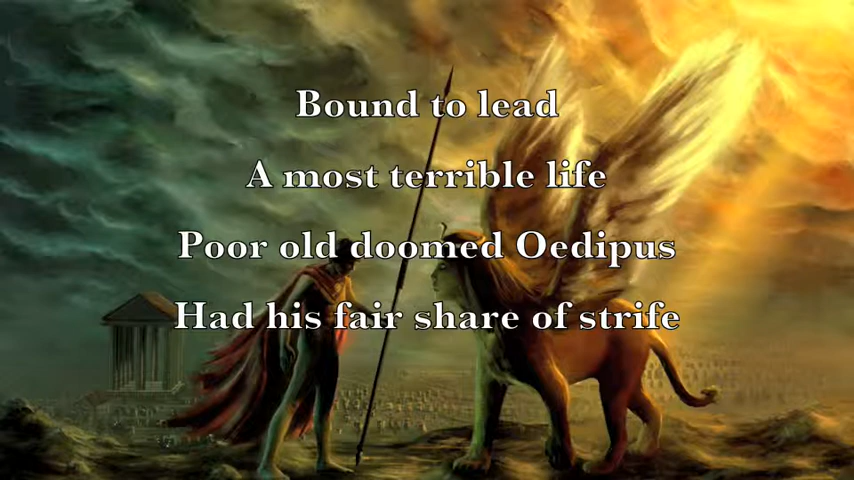 Bound to lead
A most terrible life
Poor old doomed Oedipus
Had his fair share of strife